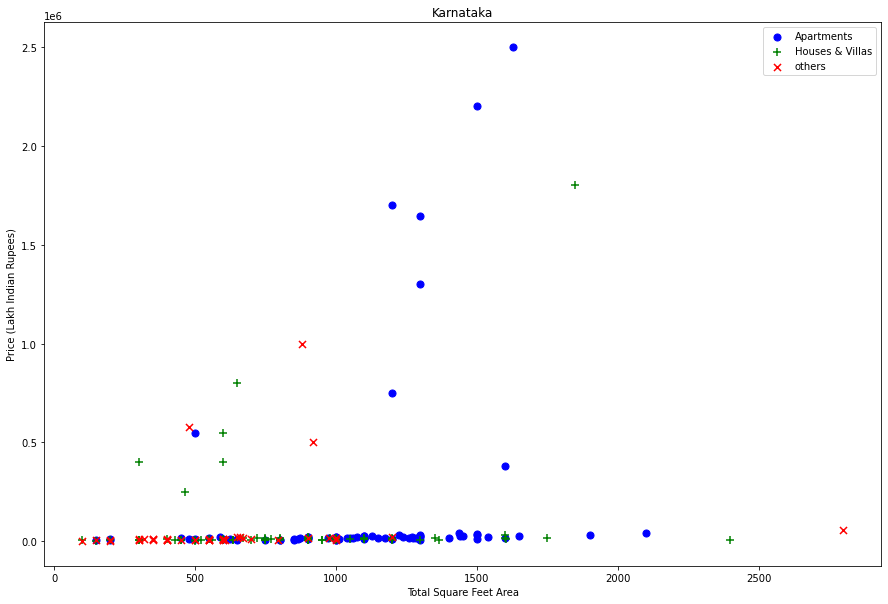 Karnataka
1e6
Apartments
Houses & Villas
others
2.5
2.0
1.5
1.0
0.5
0.0
Price (Lakh Indian Rupees)
0 500 1000 1500 2000 2500
Total Square Feet Area